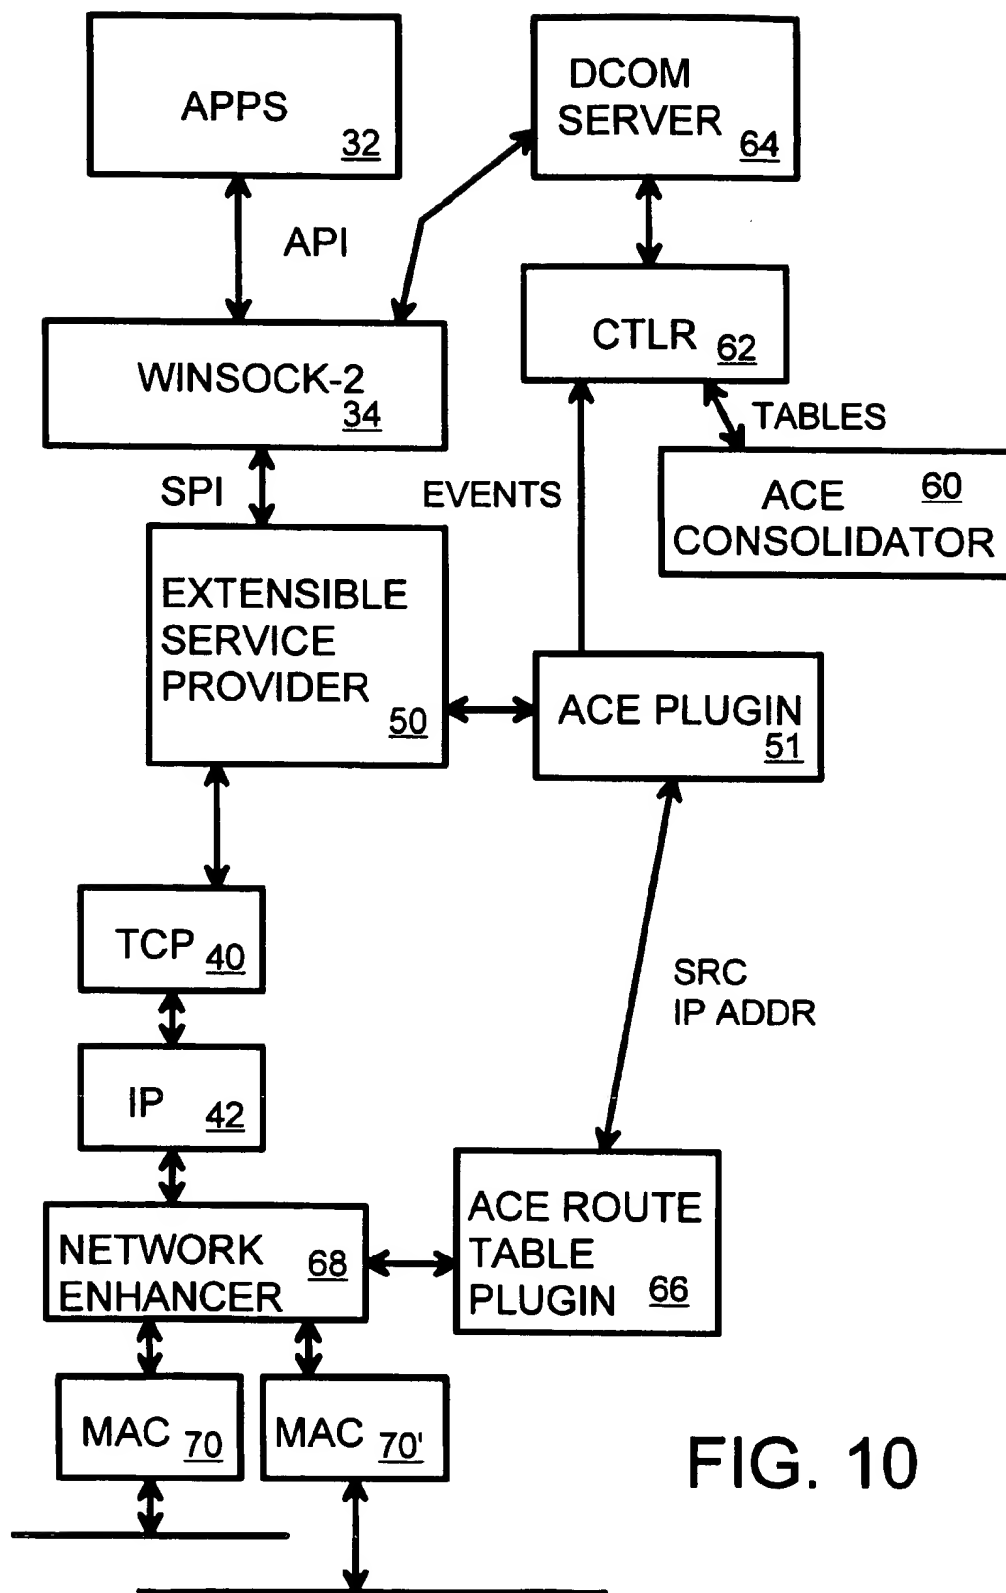 APPS
32
DCOM
SERVER
64
API
CTLR
62
WINSOCK-2
34
TABLES
SPI
EVENTS
ACE
60
CONSOLIDATOR
EXTENSIBLE
SERVICE
PROVIDER
50
ACE PLUGIN
51
TCP
40
SRC
IP ADDR
IP
42
ACE ROUTE
TABLE
PLUGIN
66
NETWORK
ENHANCER
68
MAC
70
MAC
70'
FIG. 10